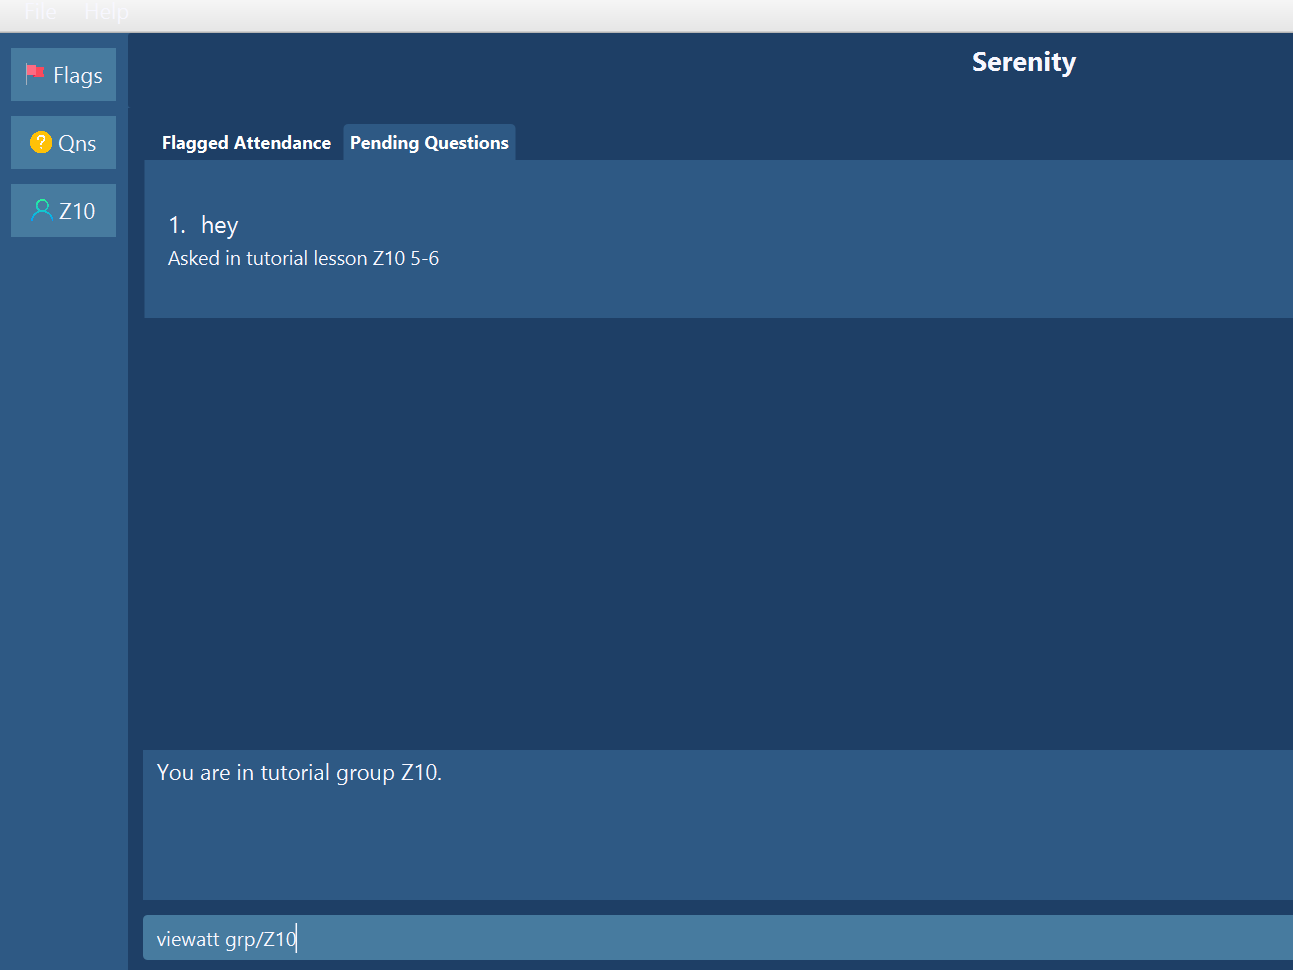 File Help
Serenity
Flags
Qns
Z10
Flagged Attendance Pending Questions
1. hey
Asked in tutorial lesson Z10 5-6
You are in tutorial group Z10.
viewatt grp/Z10